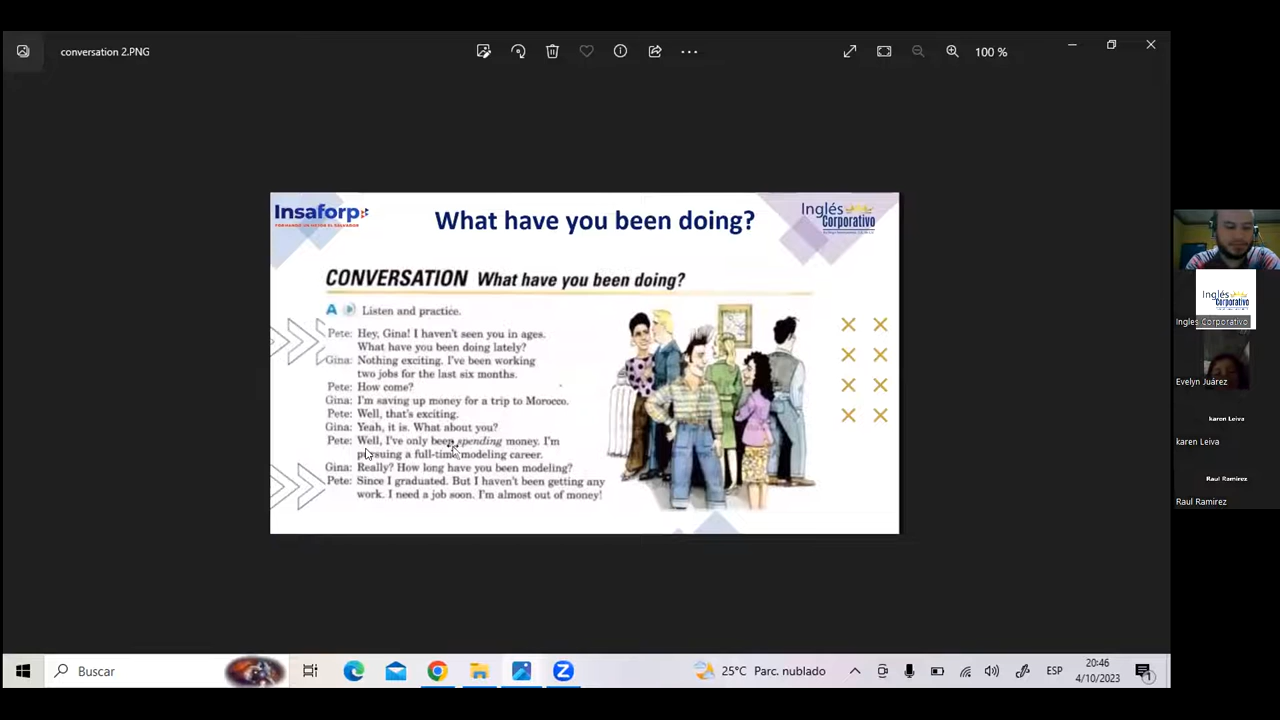 conversation 2.PNG
100 %
Insaforp
What have you been doing?
Inglés
Corporativo
CONVERSATION What have you been doing?
A Listen and practice.
Pete: Hey, Gina! I haven't seen you in ages.
What have you been doing lately?
Gina: Nothing exciting. I've been working
two jobs for the last six months.
Pete: How come?
Gina: I'm saving up money for a trip to Morocco.
Pete: Well, that's exciting.
Gina: Yeah, it is. What about you?
Pete: Well, I've only been spending money. I'm
pursuing a full-time modeling career.
Gina: Really? How long have you been modeling?
Pete: Since I graduated. But I haven't been getting any
work. I need a job soon. I'm almost out of money!
Inglés
Corporativo
Ingles Corporativo
Evelyn Juárez
karen Leiva
karen Leiva
Raul Ramirez
Raul Ramirez
Buscar
25°C Parc. nublado
ESP
20:46
4/10/2023
1